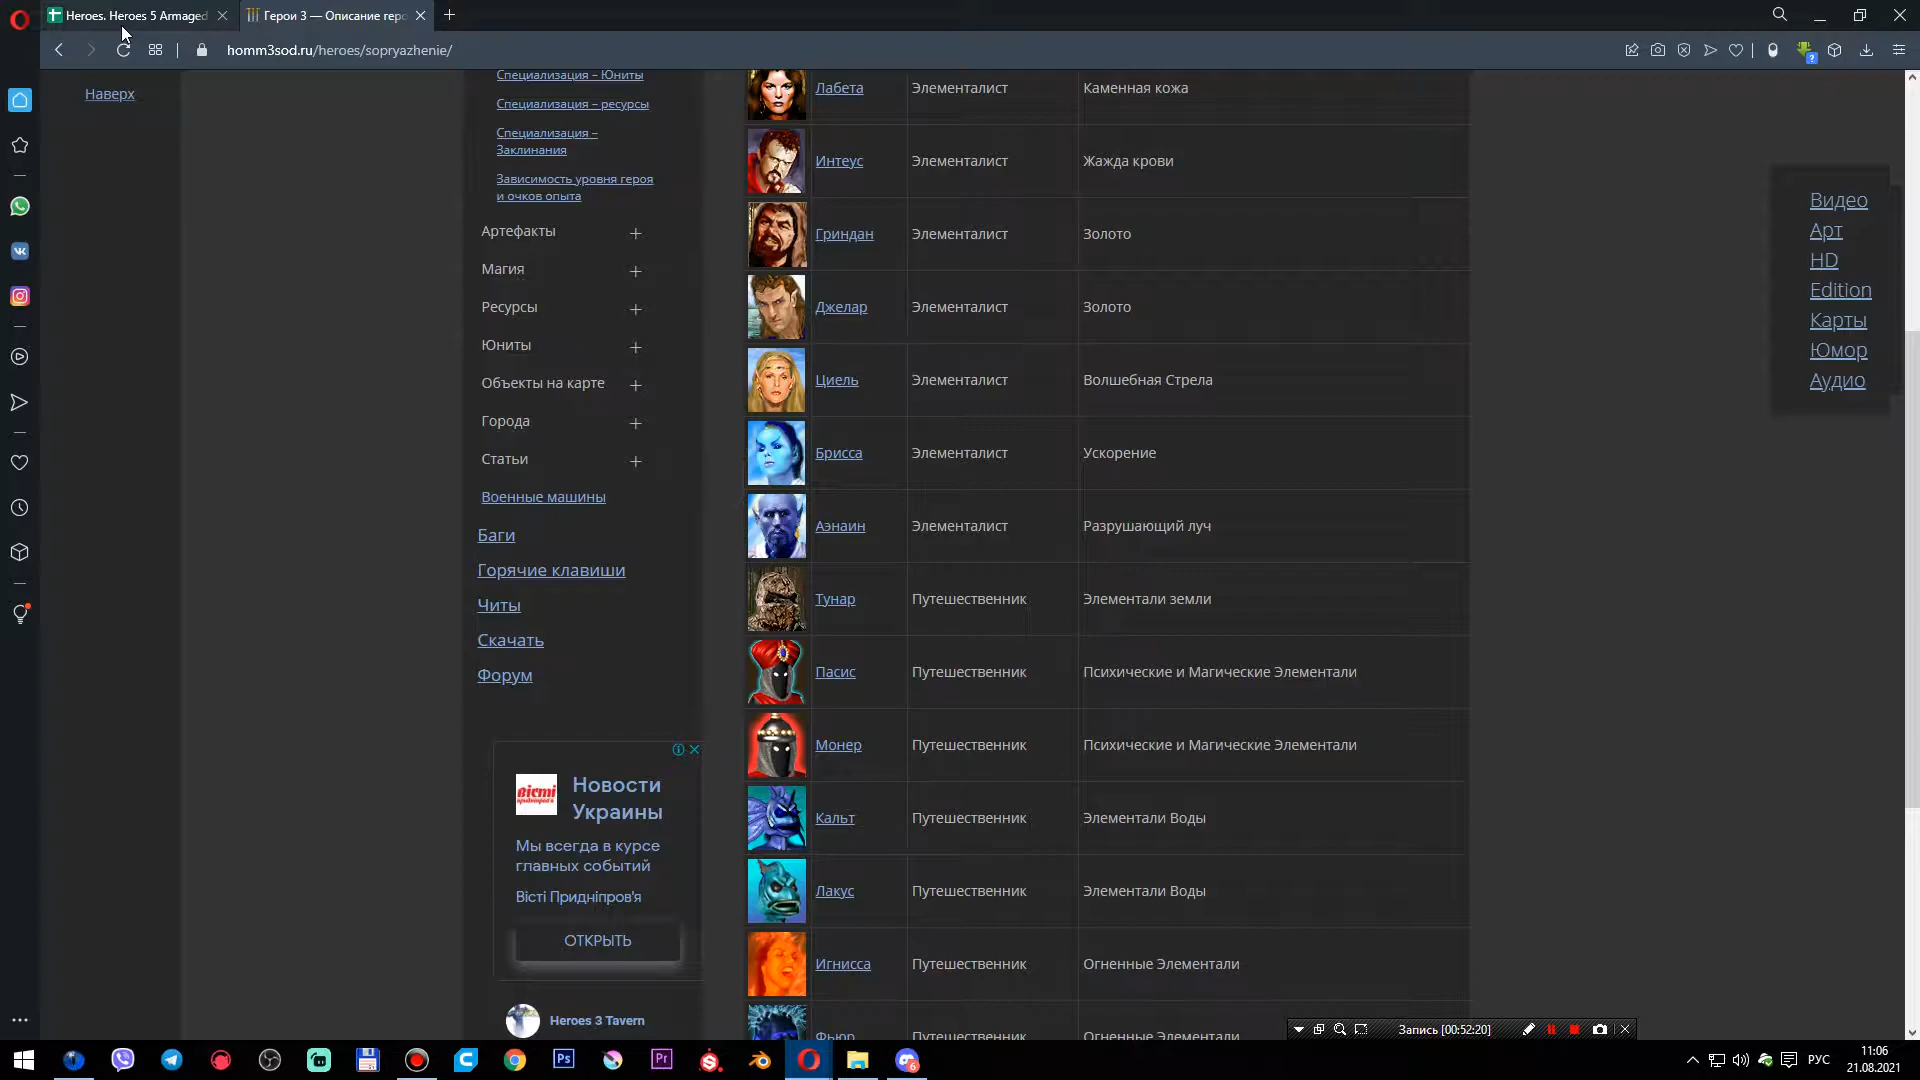 Heroes. Heroes 5 Armaged
Герои 3 — Описание геро
homm3sod.ru/heroes/sopryazhenie/
Наверх
Специализация – Юниты
Специализация – ресурсы
Специализация –
Заклинания
Зависимость уровня героя
и очков опыта
Артефакты
Магия
Ресурсы
Юниты
Объекты на карте
Города
Статьи
Военные машины
Баги
Горячие клавиши
Читы
Скачать
Форум
Новости
Украины
Мы всегда в курсе
главных событий
Вісті Придніпров'я
ОТКРЫТЬ
Heroes 3 Tavern
Лабета Элементалист Каменная кожа
Интеус Элементалист Жажда крови
Гриндан Элементалист Золото
Джелар Элементалист Золото
Циель Элементалист Волшебная Стрела
Брисса Элементалист Ускорение
Аэнаин Элементалист Разрушающий луч
Тунар Путешественник Элементали земли
Пасис Путешественник Психические и Магические Элементали
Монер Путешественник Психические и Магические Элементали
Кальт Путешественник Элементали Воды
Лакус Путешественник Элементали Воды
Игнисса Путешественник Огненные Элементали
Фьюр Путешественник Огненные Элементали
Видео
Арт
HD
Edition
Карты
Юмор
Аудио
Запись [00:52:20]
РУС
11:06
21.08.2021